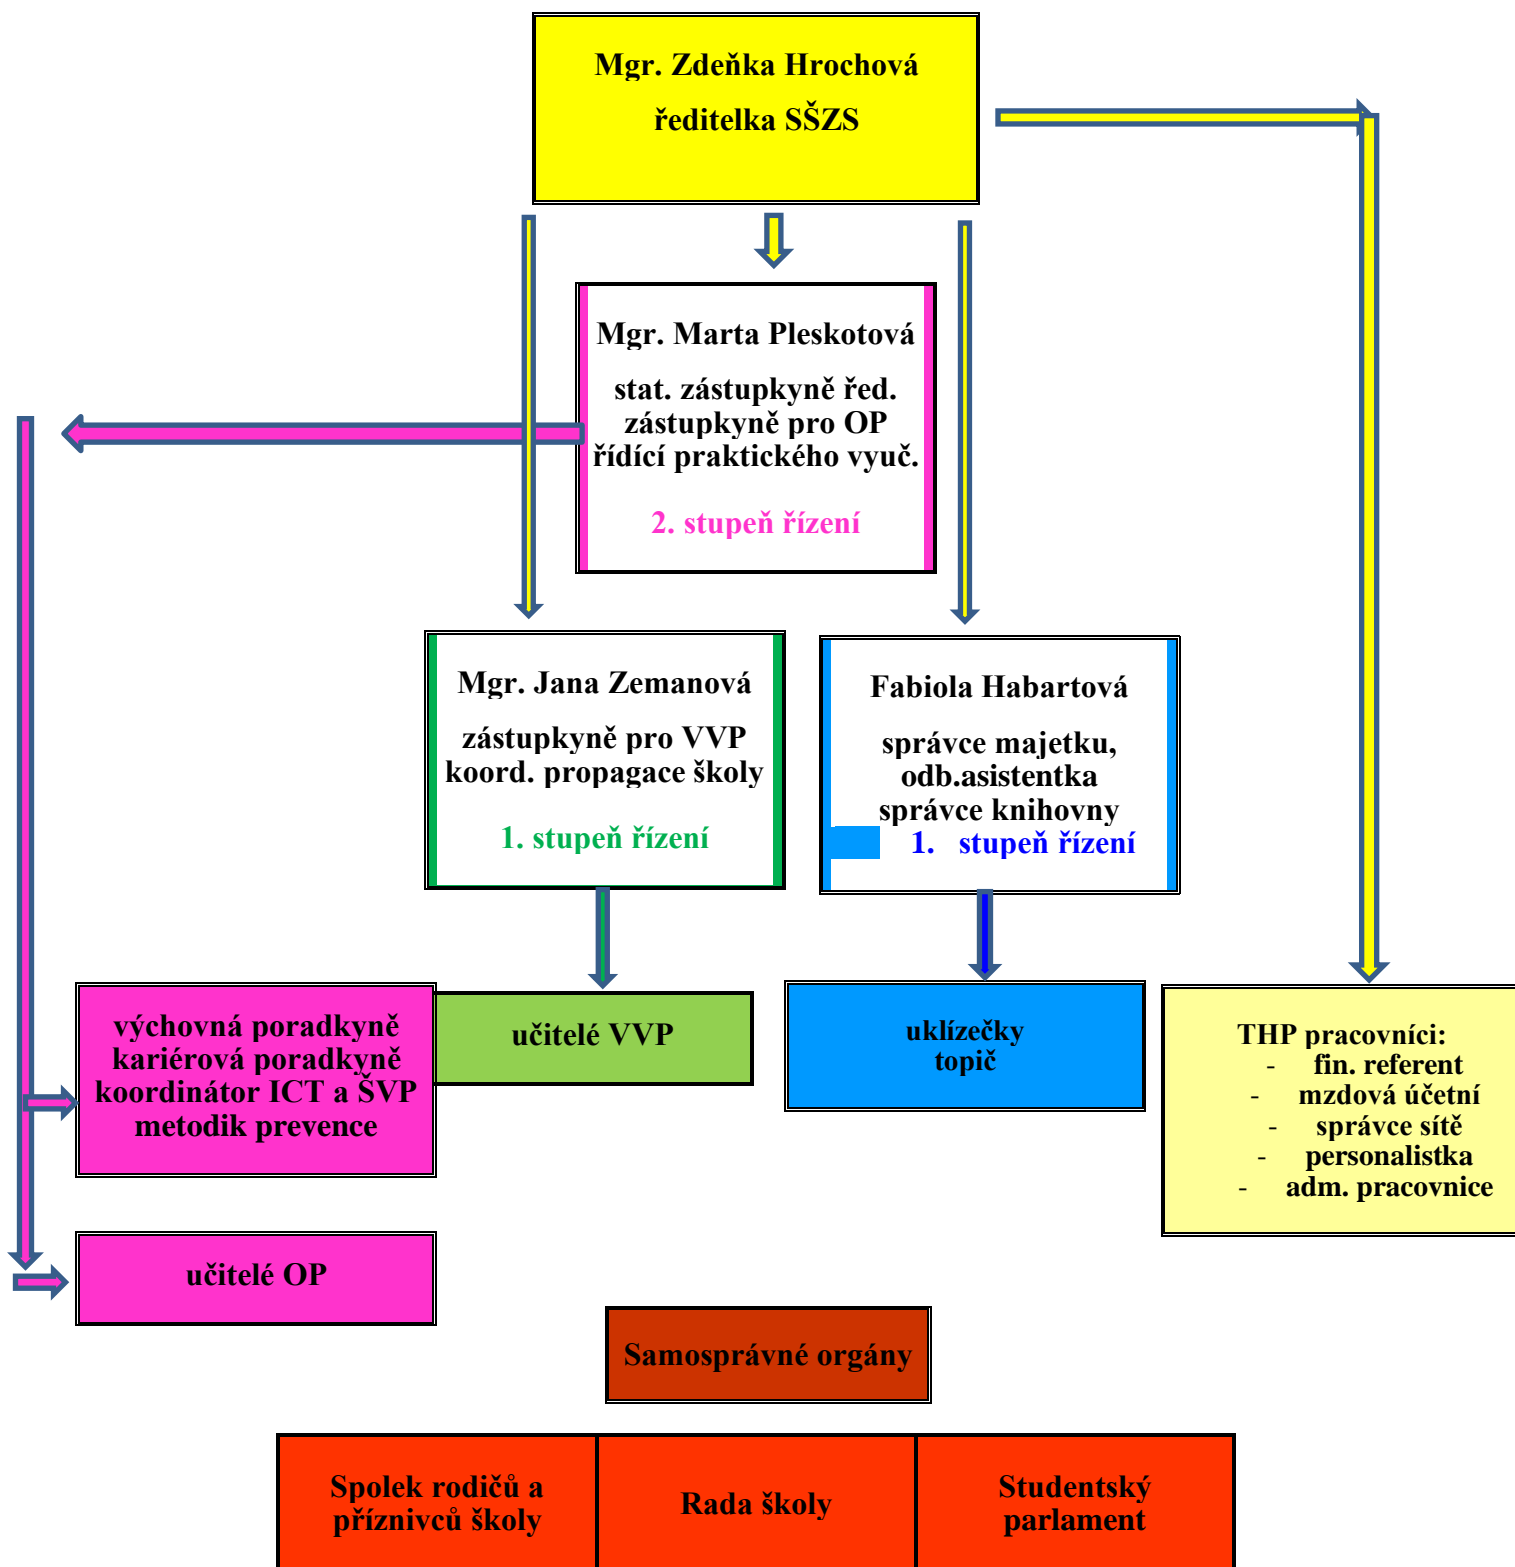 Mgr. Zdeňka Hrochová
ředitelka SŠZS
Mgr. Marta Pleskotová
stat. zástupkyně řed.
zástupkyně pro OP
řídící praktického vyuč.
2. stupeň řízení
Mgr. Jana Zemanová
zástupkyně pro VVP
koord. propagace školy
1. stupeň řízení
Fabiola Habartová
správce majetku,
odb.asistentka
správce knihovny
1. stupeň řízení
výchovná poradkyně
kariérová poradkyně
koordinátor ICT a ŠVP
metodik prevence
učitelé VVP
uklízečky
topič
THP pracovníci:
- fin. referent
- mzdová účetní
- správce sítě
- personalistka
- adm. pracovnice
učitelé OP
Samosprávné orgány
Spolek rodičů a
příznivců školy
Rada školy
Studentský
parlament